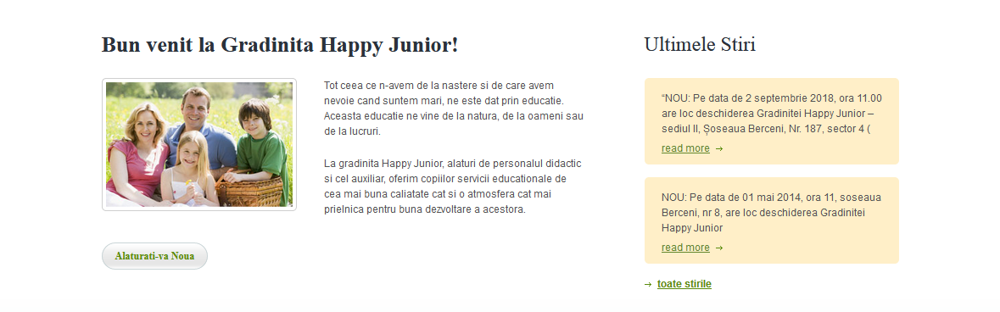 Bun venit la Gradinita Happy Junior!
Tot ceea ce n-avem de la nastere si de care avem
nevoie cand suntem mari, ne este dat prin educatie.
Aceasta educatie ne vine de la natura, de la oameni sau
de la lucruri.
La gradinita Happy Junior, alaturi de personalul didactic
si cel auxiliar, oferim copiilor servicii educationale de
cea mai buna caliatate cat si o atmosfera cat mai
prielnica pentru buna dezvoltare a acestora.
Alaturati-va Noua
Ultimele Stiri
“NOU: Pe data de 2 septembrie 2018, ora 11.00
are loc deschiderea Gradinitei Happy Junior –
sediul II, Șoseaua Berceni, Nr. 187, sector 4 (
read more →
NOU: Pe data de 01 mai 2014, ora 11, soseaua
Berceni, nr 8, are loc deschiderea Gradinitei
Happy Junior
read more →
→ toate stirile